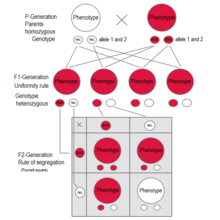 P-Generation
Parents
homozygous
Genotype
Phenotype
Phenotype
allele 1 and 2
allele 1 and 2
F1-Generation
Uniformity rule
Phenotype
Phenotype
Phenotype
Phenotype
Genotype
heterozygous
F2-Generation
Rule of segregation
(Punnett square)
Phenotype
Phenotype
Phenotype
Phenotype